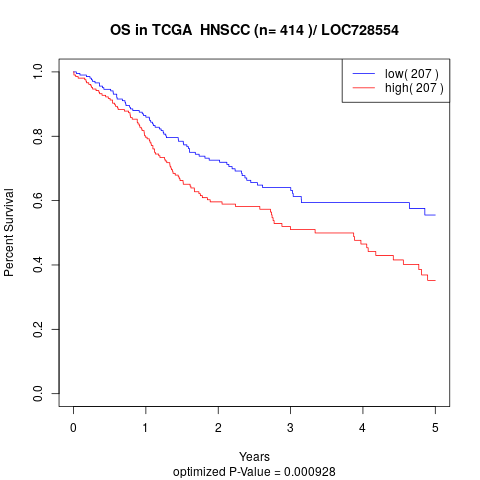 OS in TCGA  HNSCC (n= 414 )/ LOC728554
low( 207 )
high( 207 )
Percent Survival
1.0
0.8
0.6
0.4
0.2
0.0
0 1 2 3 4 5
Years
optimized P-Value = 0.000928